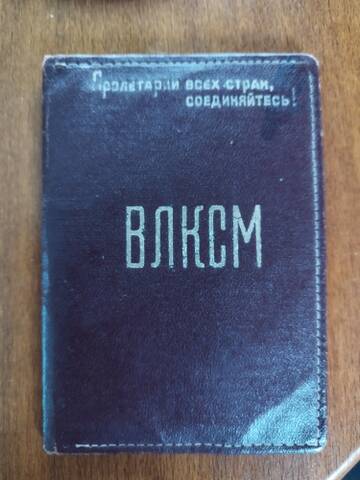 Пролетарии всех стран,
соединяйтесь!
ВЛКСМ